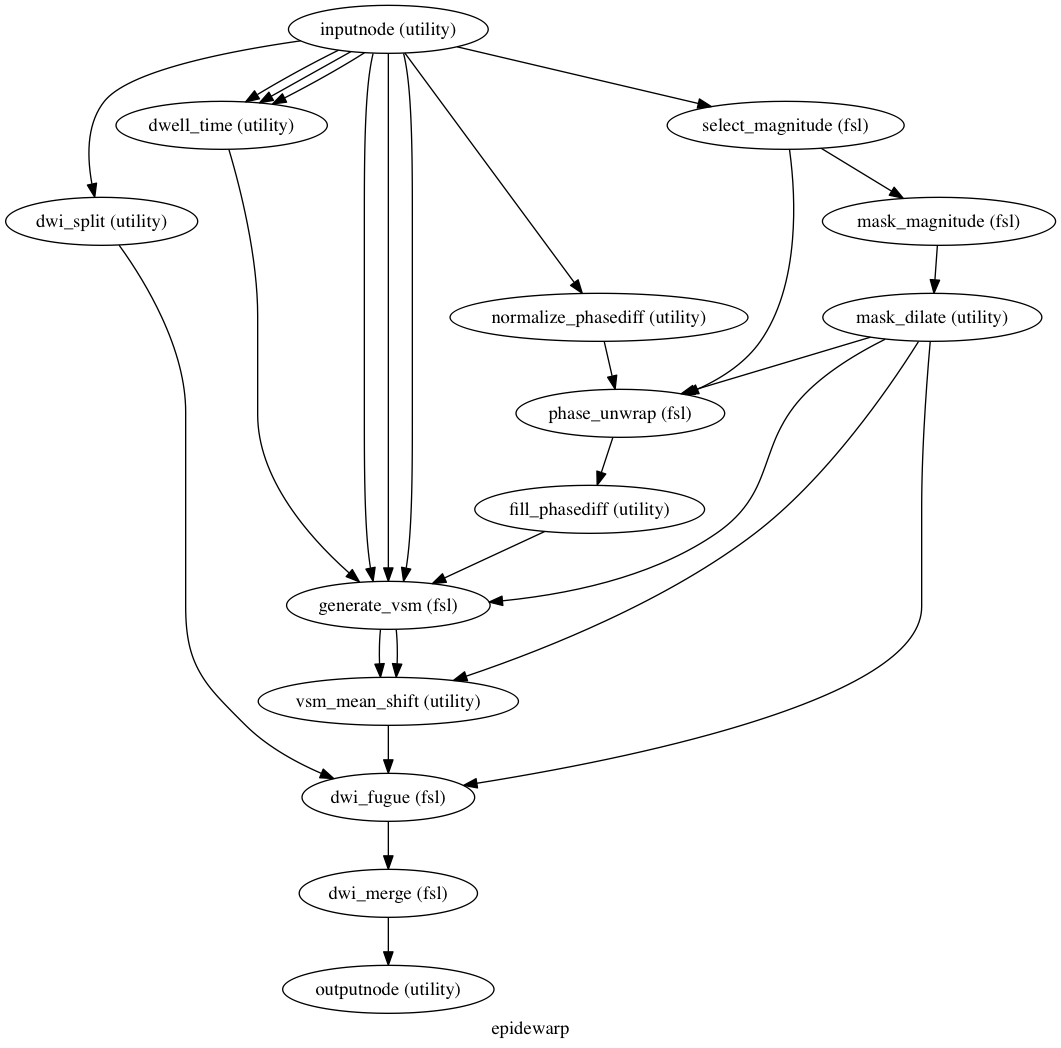 inputnode (utility)
dwell_time (utility)
select_magnitude (fsl)
dwi_split (utility)
mask_magnitude (fsl)
normalize_phasediff (utility)
mask_dilate (utility)
phase_unwrap (fsl)
fill_phasediff (utility)
generate_vsm (fsl)
vsm_mean_shift (utility)
dwi_fugue (fsl)
dwi_merge (fsl)
outputnode (utility)
epidewarp